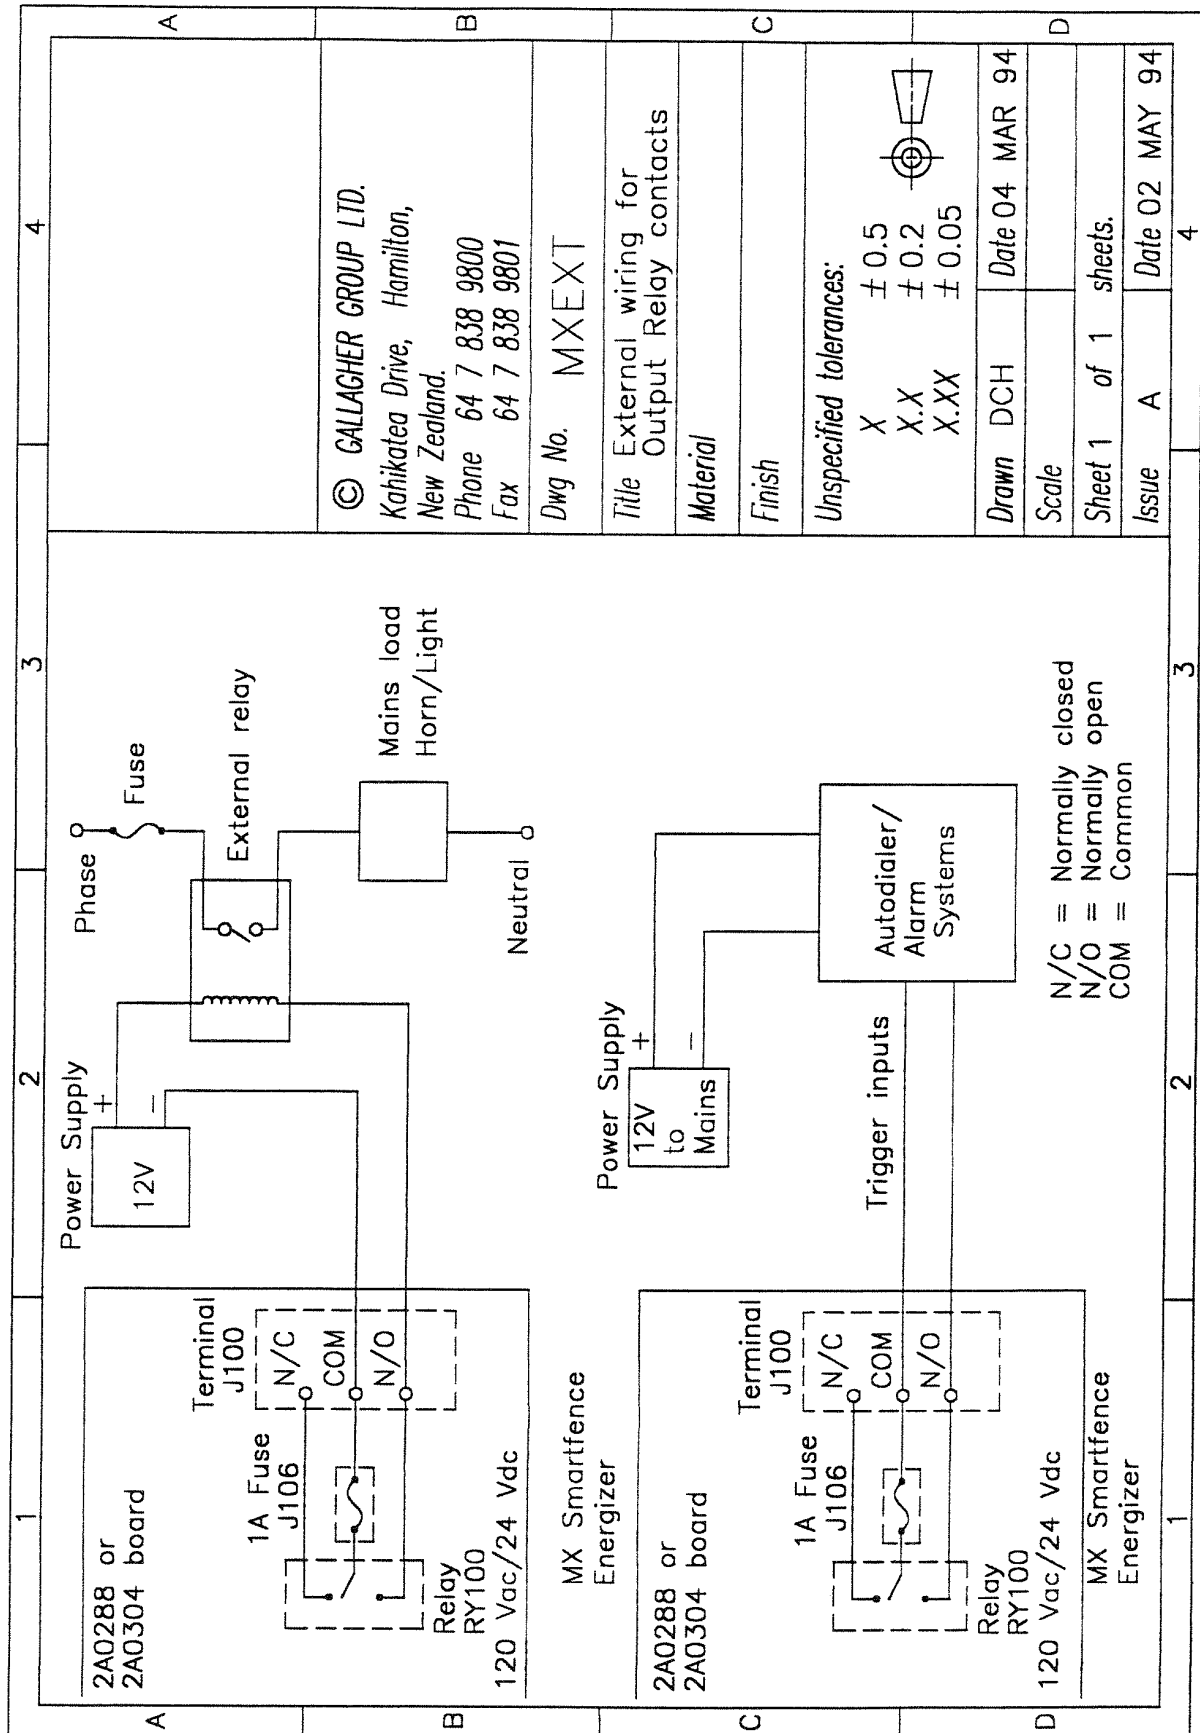 1
2
3
4
A
B
C
D
2A0288 or
2A0304 board
Terminal
J100
1A Fuse
J106
N/C
COM
N/O
Relay
RY100
120 Vac/24 Vdc
MX Smartfence
Energizer
Power Supply
+
12V
−
Phase
Fuse
External relay
Mains load
Horn/Light
Neutral
2A0288 or
2A0304 board
Terminal
J100
1A Fuse
J106
N/C
COM
N/O
Relay
RY100
120 Vac/24 Vdc
MX Smartfence
Energizer
Power Supply
+
12V
to
Mains
−
Trigger inputs
Autodialer/
Alarm
Systems
N/C = Normally closed
N/O = Normally open
COM = Common
© GALLAGHER GROUP LTD.
Kahikatea Drive, Hamilton,
New Zealand.
Phone 64 7 838 9800
Fax 64 7 838 9801
Dwg No. MXEXT
Title External wiring for
Output Relay contacts
Material
Finish
Unspecified tolerances:
X ± 0.5
X.X ± 0.2
X.XX ± 0.05
Drawn DCH Date 04 MAR 94
Scale
Sheet 1 of 1 sheets.
Issue A Date 02 MAY 94
A
B
C
D
1
2
3
4